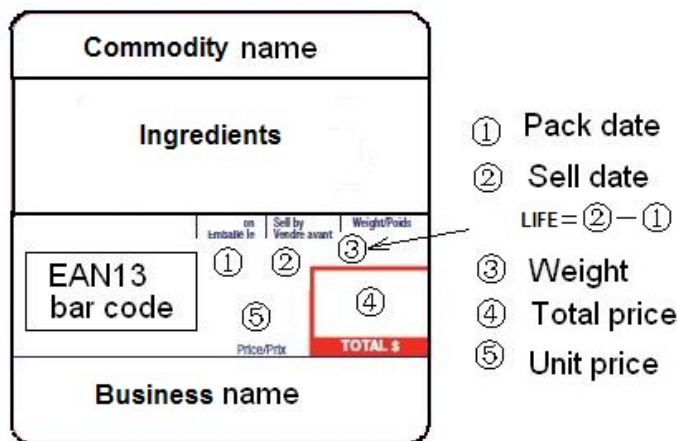 Commodity name
Ingredients
on
Emballé le
Sell by
Vendre avant
Weight/Poids
① ② ③
EAN13
bar code
⑤ ④
Price/Prix
TOTAL $
Business name
① Pack date
② Sell date
LIFE=②-①
③ Weight
④ Total price
⑤ Unit price